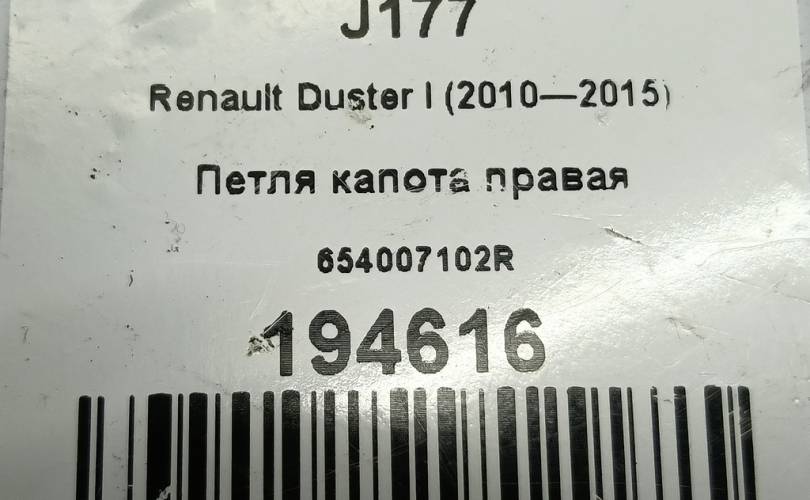 J177
Renault Duster I (2010—2015)
Петля капота правая
654007102R
194616